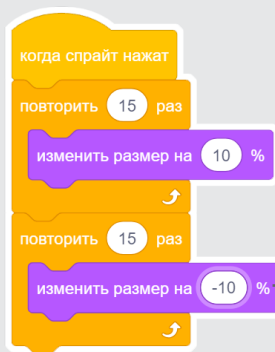 когда спрайт нажат
повторить 15 раз
изменить размер на 10 %
повторить 15 раз
изменить размер на -10 %